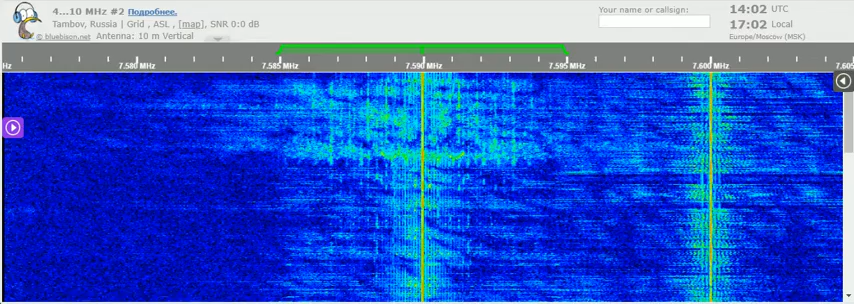 4...10 MHz #2 Подробнее.
Tambov, Russia | Grid , ASL , [map], SNR 0:0 dB
© bluebison.net Antenna: 10 m Vertical
Your name or callsign:
14:02 UTC
17:02 Local
Europe/Moscow (MSK)
Hz 7.580 MHz 7.585 MHz 7.590 MHz 7.595 MHz 7.600 MHz 7.605